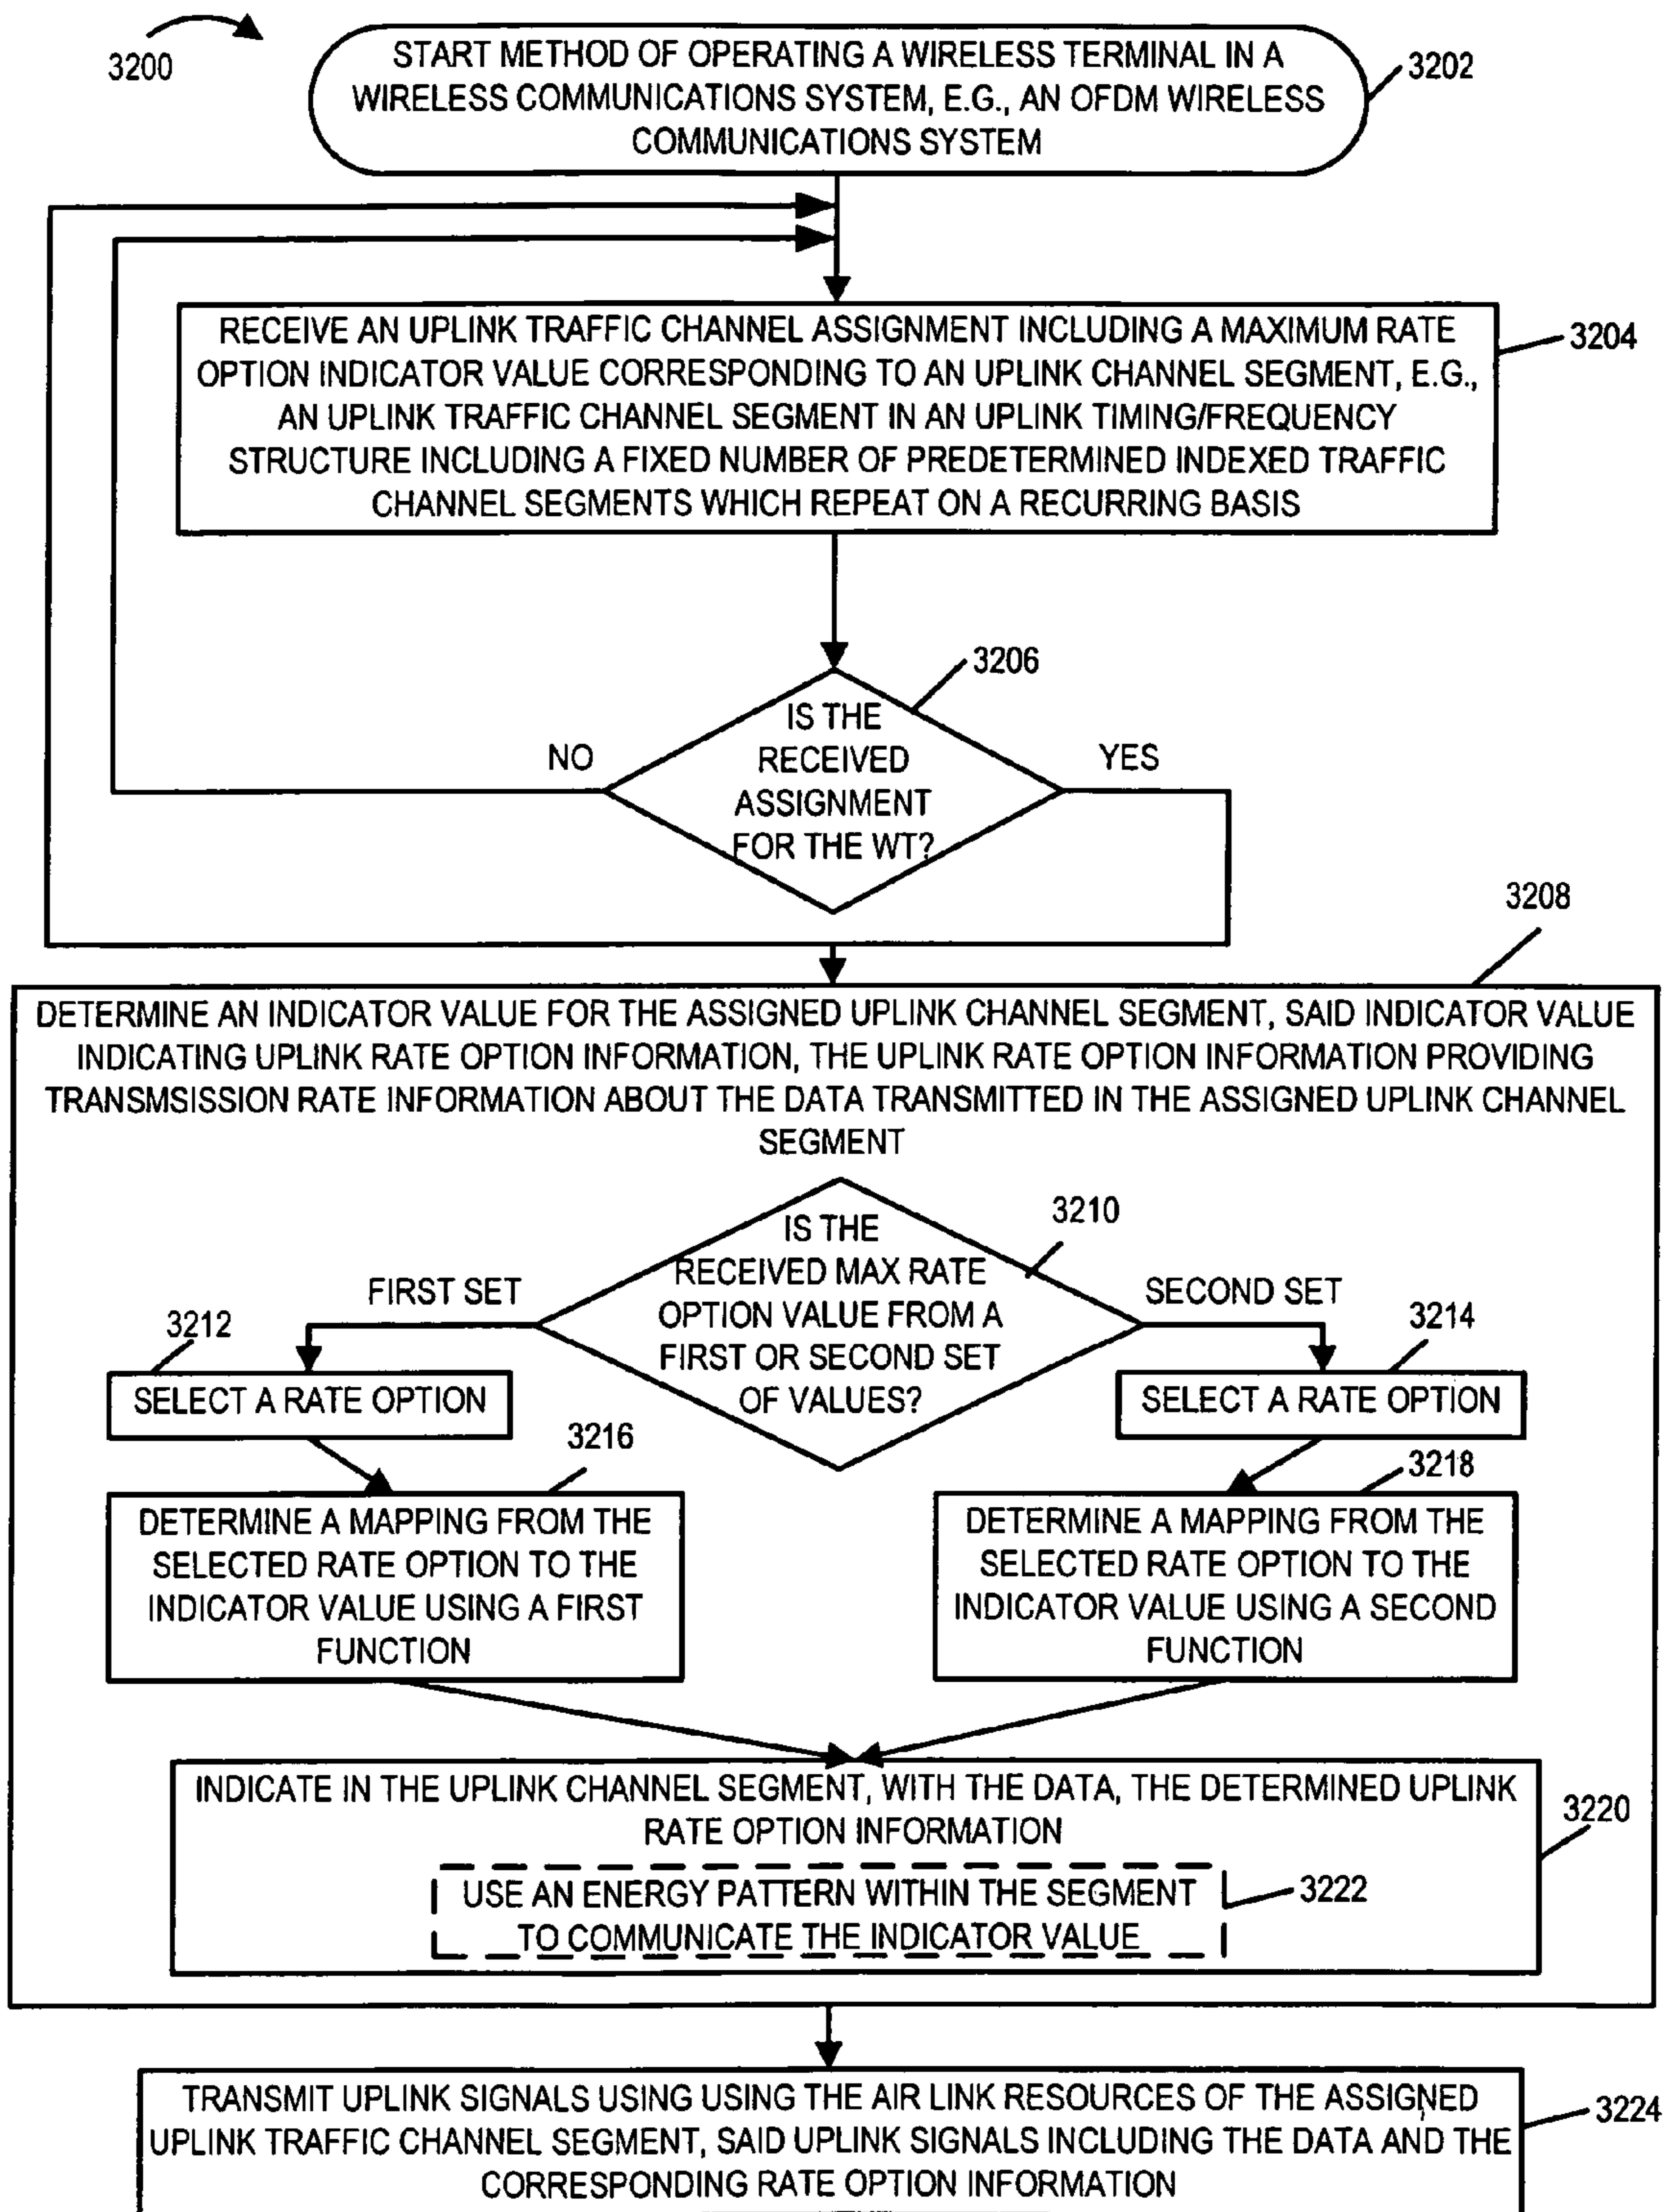 3200
START METHOD OF OPERATING A WIRELESS TERMINAL IN A
WIRELESS COMMUNICATIONS SYSTEM, E.G., AN OFDM WIRELESS
COMMUNICATIONS SYSTEM
3202
RECEIVE AN UPLINK TRAFFIC CHANNEL ASSIGNMENT INCLUDING A MAXIMUM RATE
OPTION INDICATOR VALUE CORRESPONDING TO AN UPLINK CHANNEL SEGMENT, E.G.,
AN UPLINK TRAFFIC CHANNEL SEGMENT IN AN UPLINK TIMING/FREQUENCY
STRUCTURE INCLUDING A FIXED NUMBER OF PREDETERMINED INDEXED TRAFFIC
CHANNEL SEGMENTS WHICH REPEAT ON A RECURRING BASIS
3204
3206
IS THE
RECEIVED
ASSIGNMENT
FOR THE WT?
NO
YES
3208
DETERMINE AN INDICATOR VALUE FOR THE ASSIGNED UPLINK CHANNEL SEGMENT, SAID INDICATOR VALUE
INDICATING UPLINK RATE OPTION INFORMATION, THE UPLINK RATE OPTION INFORMATION PROVIDING
TRANSMSISSION RATE INFORMATION ABOUT THE DATA TRANSMITTED IN THE ASSIGNED UPLINK CHANNEL
SEGMENT
3210
IS THE
RECEIVED MAX RATE
OPTION VALUE FROM A
FIRST OR SECOND SET
OF VALUES?
FIRST SET
SECOND SET
3212
3214
SELECT A RATE OPTION
SELECT A RATE OPTION
3216
3218
DETERMINE A MAPPING FROM THE
SELECTED RATE OPTION TO THE
INDICATOR VALUE USING A FIRST
FUNCTION
DETERMINE A MAPPING FROM THE
SELECTED RATE OPTION TO THE
INDICATOR VALUE USING A SECOND
FUNCTION
INDICATE IN THE UPLINK CHANNEL SEGMENT, WITH THE DATA, THE DETERMINED UPLINK
RATE OPTION INFORMATION
3220
USE AN ENERGY PATTERN WITHIN THE SEGMENT
TO COMMUNICATE THE INDICATOR VALUE
3222
TRANSMIT UPLINK SIGNALS USING USING THE AIR LINK RESOURCES OF THE ASSIGNED
UPLINK TRAFFIC CHANNEL SEGMENT, SAID UPLINK SIGNALS INCLUDING THE DATA AND THE
CORRESPONDING RATE OPTION INFORMATION
3224